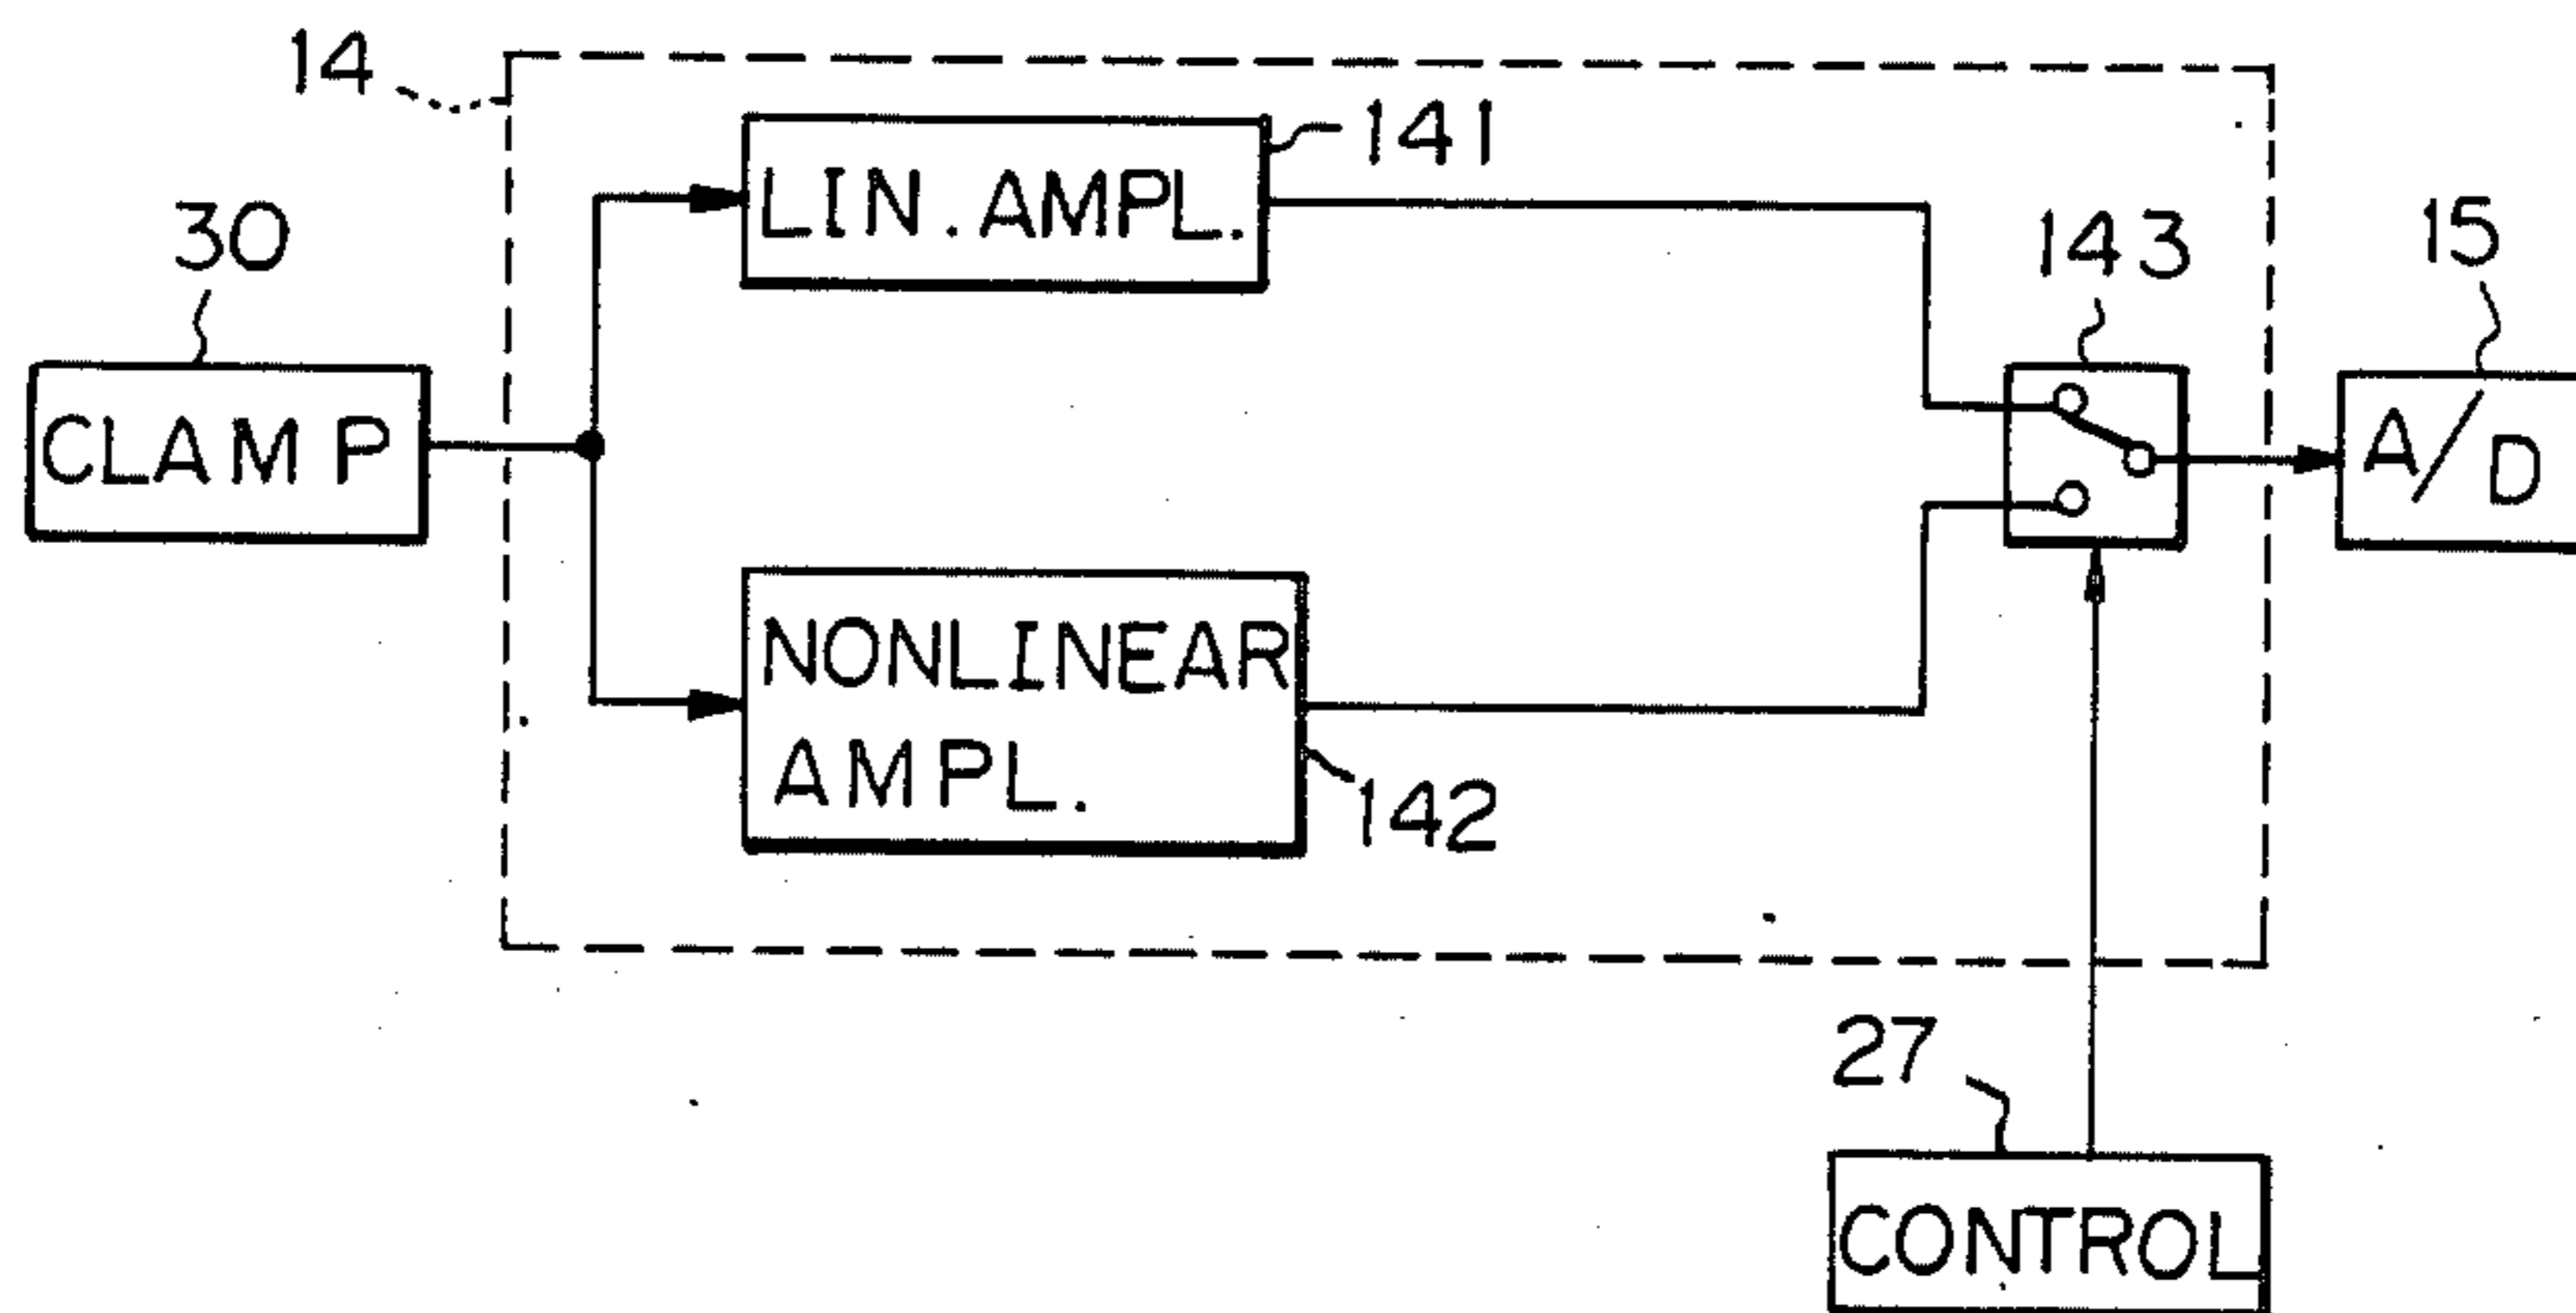 14
141
LIN. AMPL.
30
143
15
CLAMP
A/D
NONLINEAR
AMPL.
142
27
CONTROL